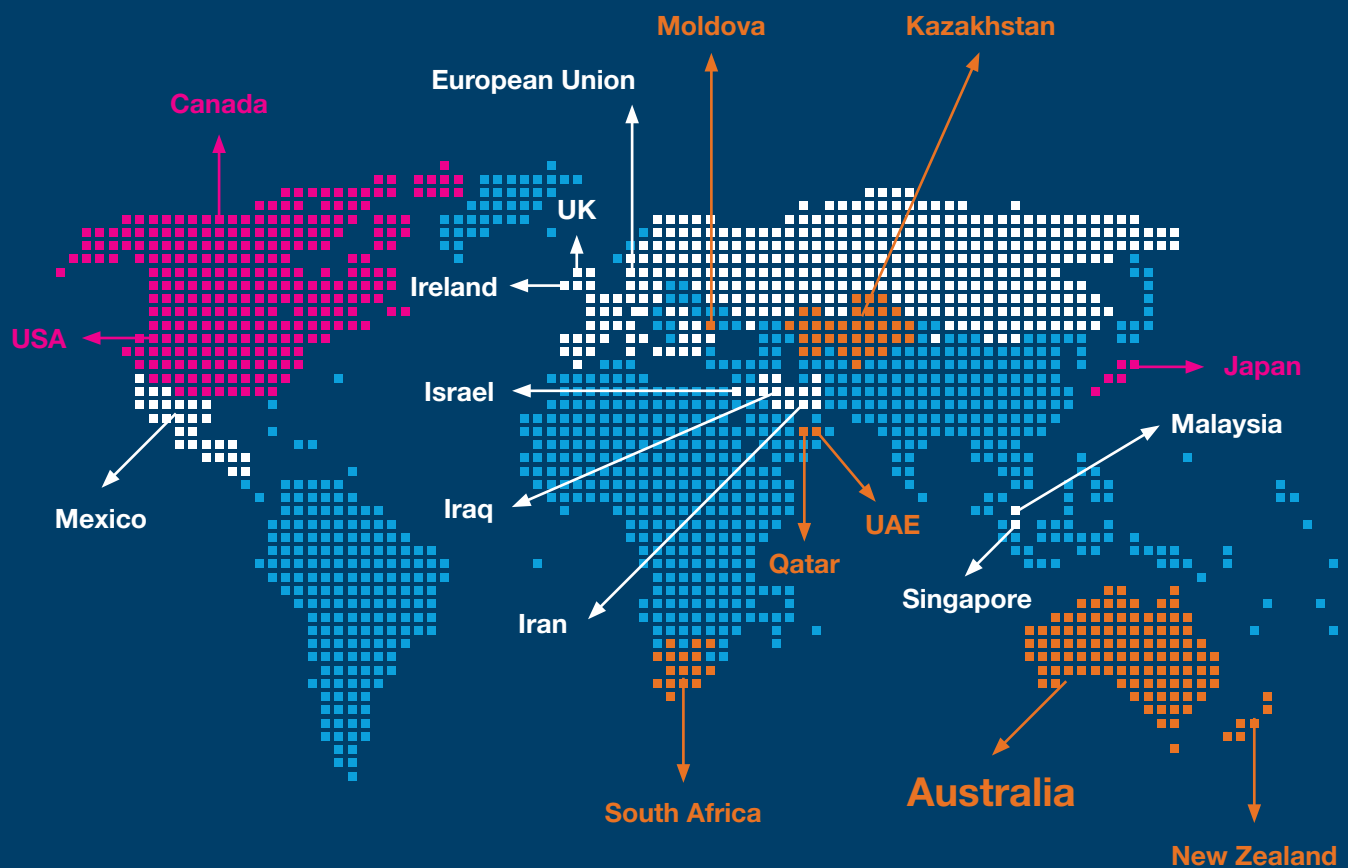 Moldova
Kazakhstan
European Union
Canada
UK
Ireland
USA
Japan
Israel
Malaysia
Iraq
Mexico
UAE
Qatar
Singapore
Iran
Australia
South Africa
New Zealand